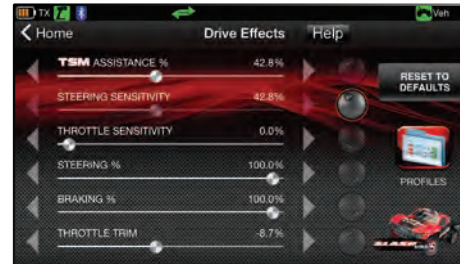 TX Veh
Home Drive Effects Help
TSM ASSISTANCE % 42.8%
RESET TO
DEFAULTS
STEERING SENSITIVITY 42.8%
THROTTLE SENSITIVITY 0.0%
STEERING % 100.0%
PROFILES
BRAKING % 100.0%
THROTTLE TRIM -8.7%
SLASH